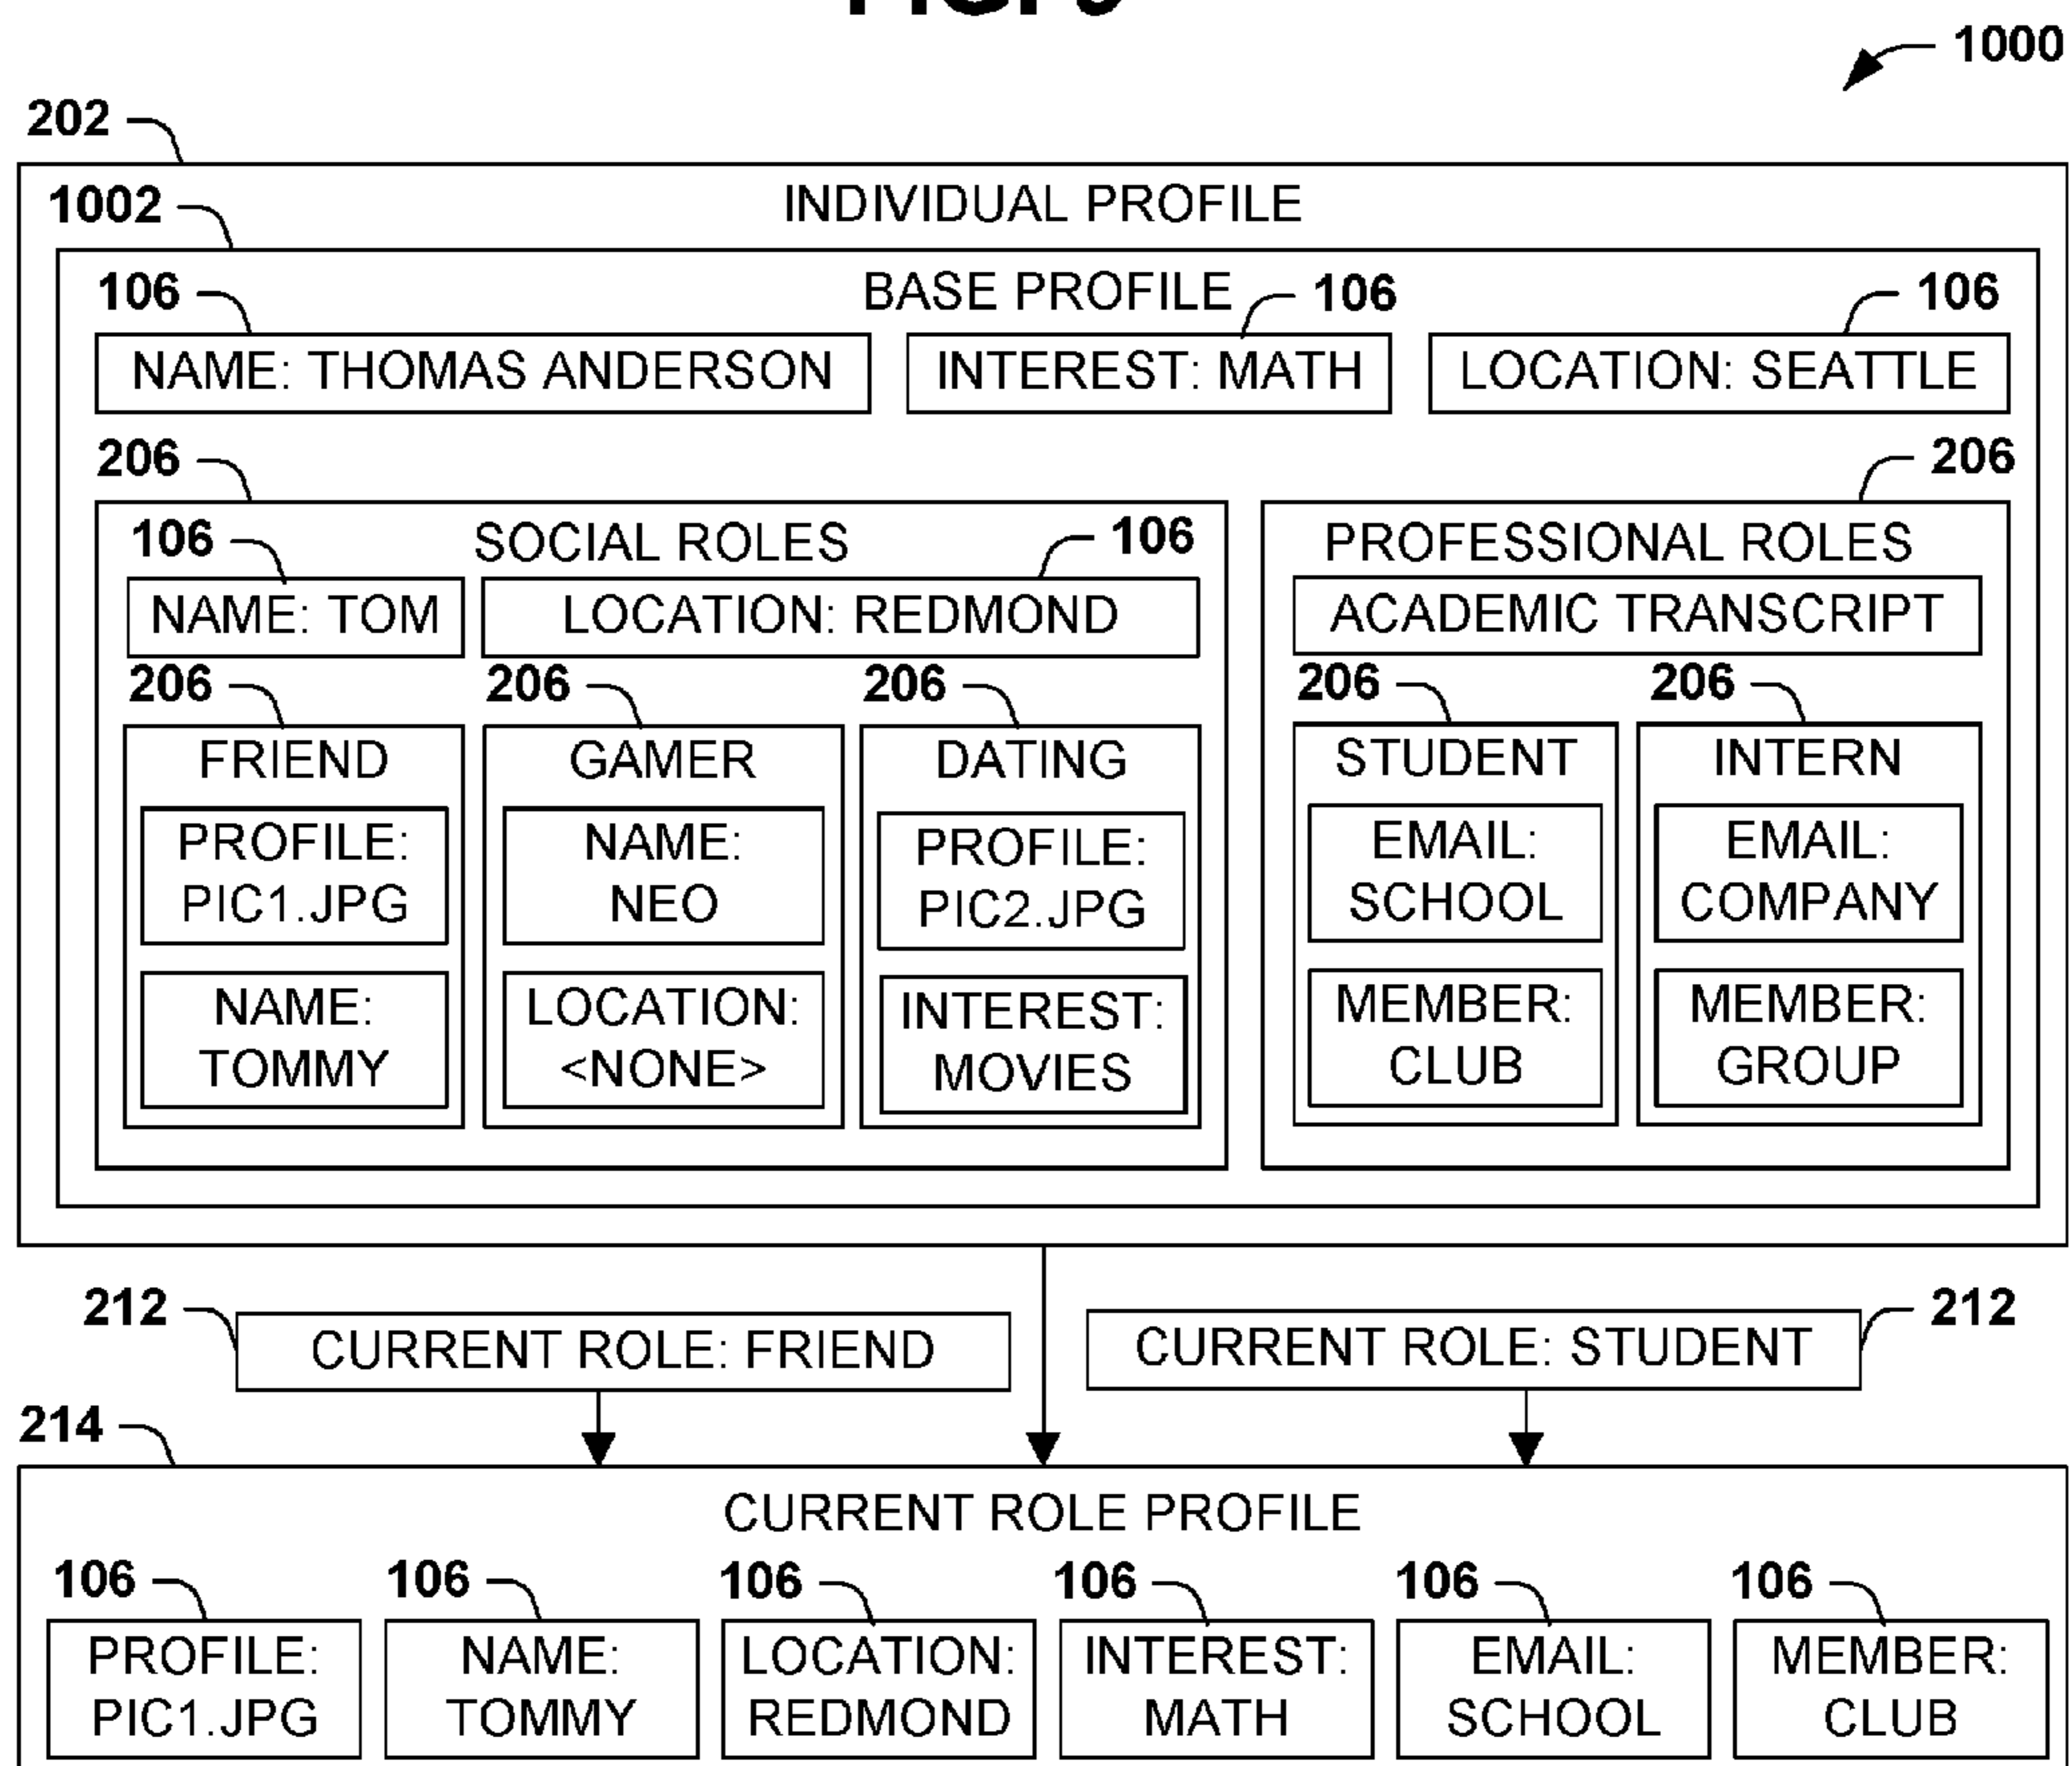 1000
202
INDIVIDUAL PROFILE
1002
BASE PROFILE
106
106
106
NAME: THOMAS ANDERSON
INTEREST: MATH
LOCATION: SEATTLE
206
206
SOCIAL ROLES
106
106
NAME: TOM
LOCATION: REDMOND
206
206
206
FRIEND
PROFILE:
PIC1.JPG
NAME:
TOMMY
GAMER
NAME:
NEO
LOCATION:
<NONE>
DATING
PROFILE:
PIC2.JPG
INTEREST:
MOVIES
PROFESSIONAL ROLES
ACADEMIC TRANSCRIPT
206
206
STUDENT
EMAIL:
SCHOOL
MEMBER:
CLUB
INTERN
EMAIL:
COMPANY
MEMBER:
GROUP
212
CURRENT ROLE: FRIEND
CURRENT ROLE: STUDENT
212
214
CURRENT ROLE PROFILE
106
106
106
106
106
106
PROFILE:
PIC1.JPG
NAME:
TOMMY
LOCATION:
REDMOND
INTEREST:
MATH
EMAIL:
SCHOOL
MEMBER:
CLUB